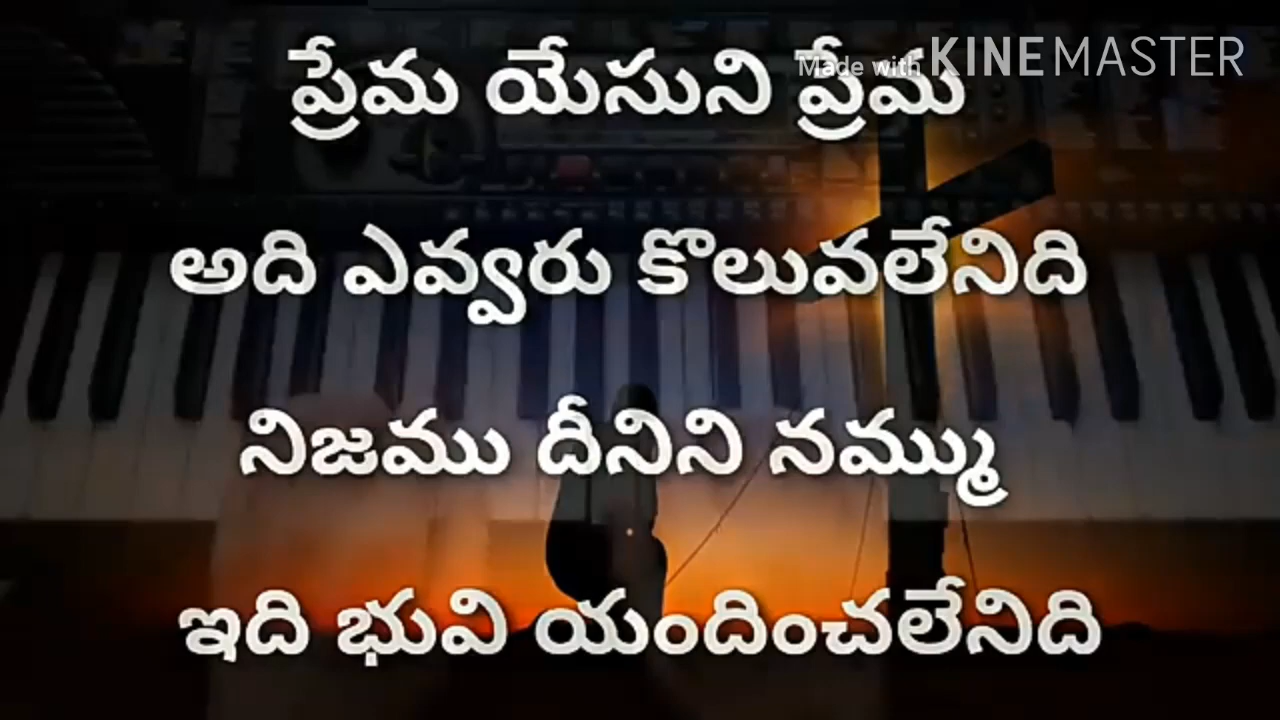 ప్రేమ యేసుని ప్రేమ
Made with KINEMASTER
అది ఎవ్వరు కొలువలేనిది
నిజము దీనిని నమ్ము
ఇది భువి యందించలేనిది